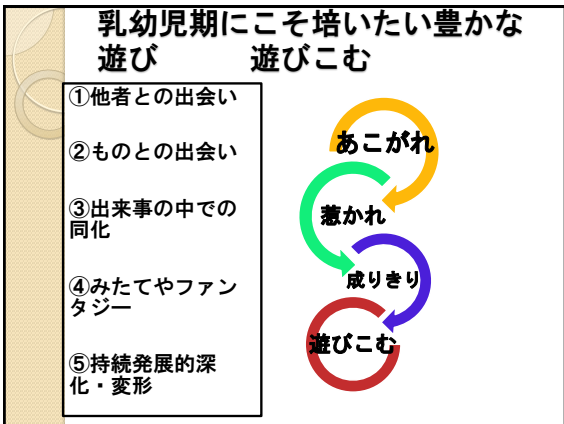 乳幼児期にこそ培いたい豊かな
遊び　　　遊びこむ
①他者との出会い
②ものとの出会い
③出来事の中での
同化
④みたてやファン
タジー
⑤持続発展的深
化・変形
あこがれ
惹かれ
成りきり
遊びこむ